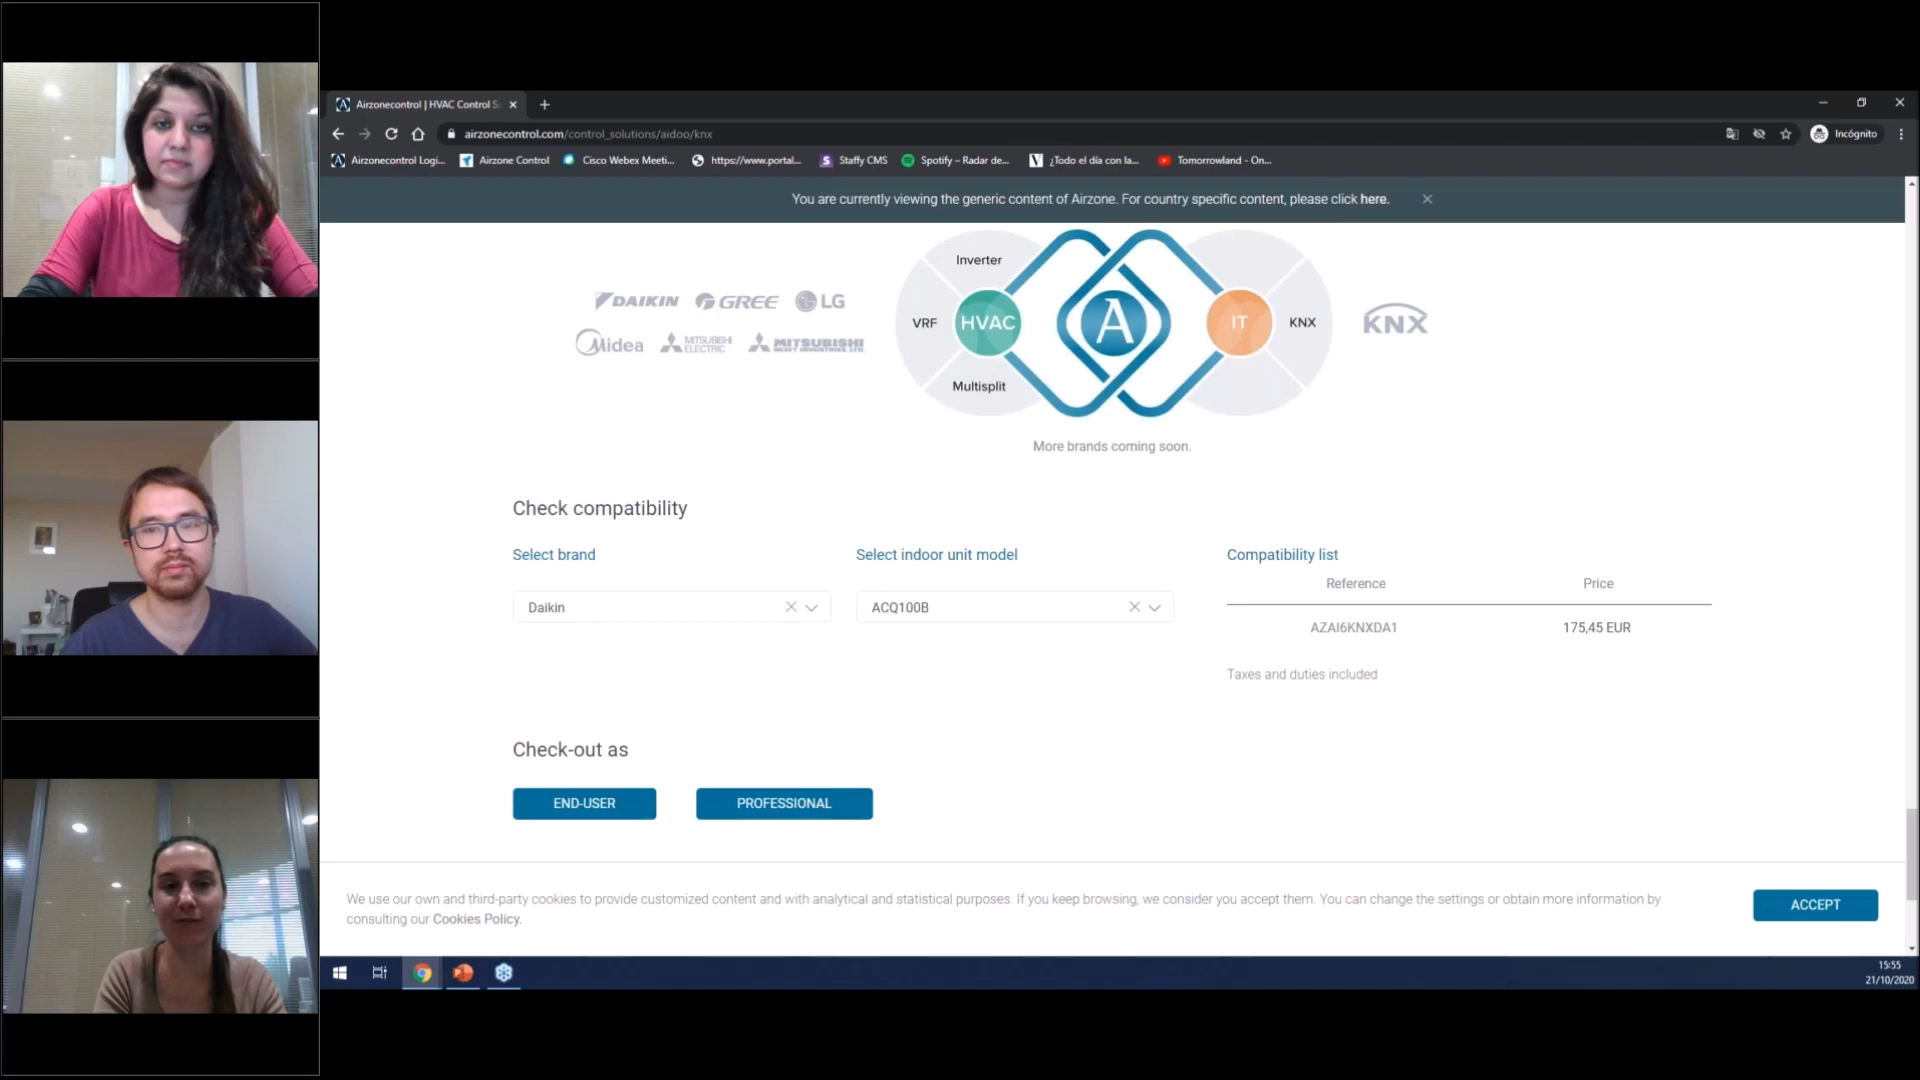 Airzonecontrol | HVAC Control S
airzonecontrol.com/control_solutions/aidoo/knx
Incógnito
Airzonecontrol Logi...
Airzone Control
Cisco Webex Meeti...
https://www.portal...
Staffy CMS
Spotify – Radar de...
¿Todo el día con la...
Tomorrowland - On...
You are currently viewing the generic content of Airzone. For country specific content, please click here.
DAIKIN GREE LG
Midea MITSUBISHI ELECTRIC MITSUBISHI HEAVY INDUSTRIES, LTD.
Inverter
VRF HVAC A IT KNX KNX
Multisplit
More brands coming soon.
Check compatibility
Select brand
Select indoor unit model
Compatibility list
Reference Price
Daikin
ACQ100B
AZAI6KNXDA1 175,45 EUR
Taxes and duties included
Check-out as
END-USER
PROFESSIONAL
We use our own and third-party cookies to provide customized content and with analytical and statistical purposes. If you keep browsing, we consider you accept them. You can change the settings or obtain more information by
consulting our Cookies Policy.
ACCEPT
15:55
21/10/2020